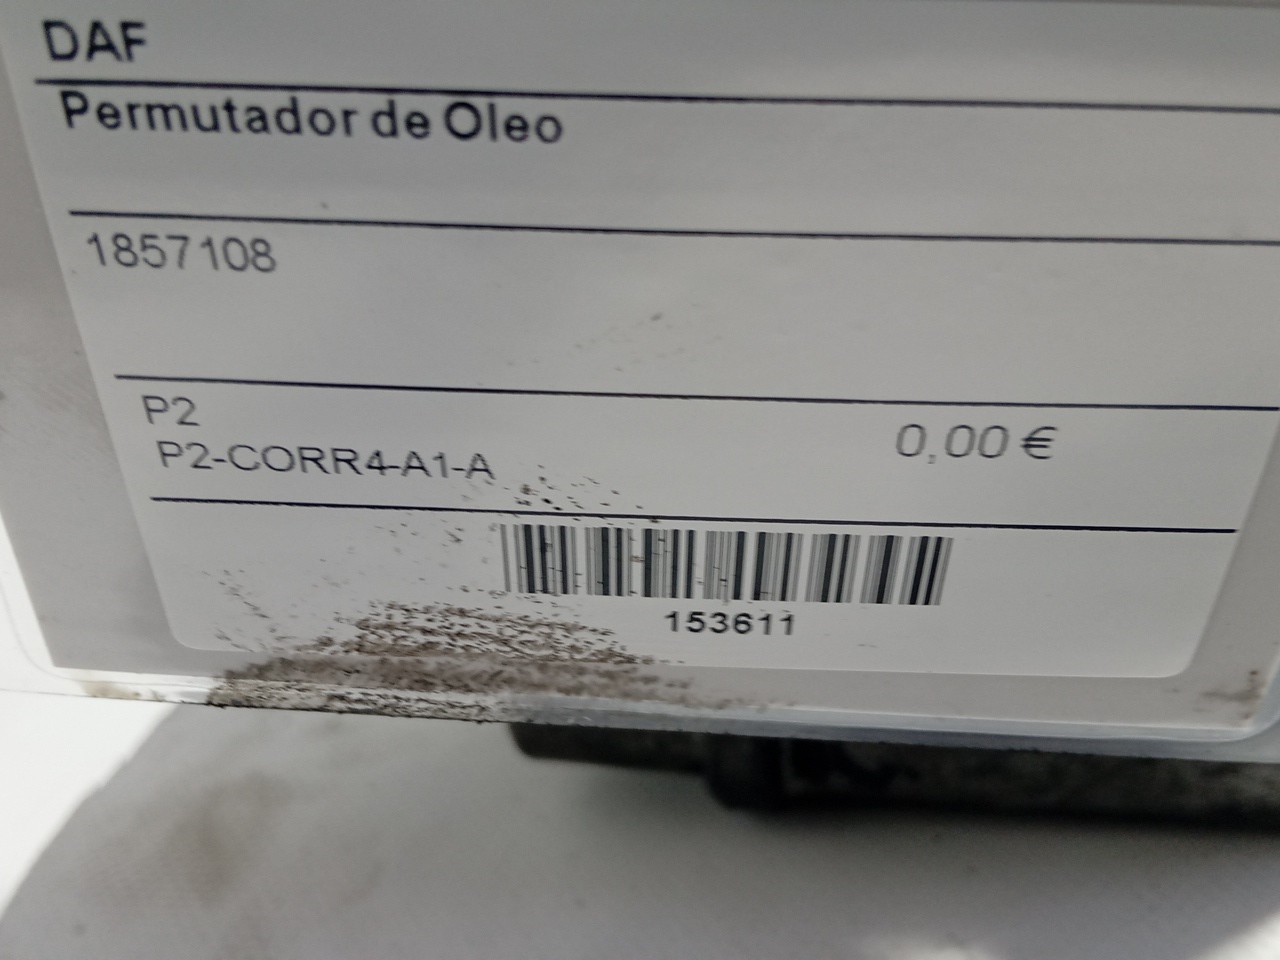 DAF
Permutador de Oleo
1857108
P2
P2-CORR4-A1-A
0,00 €
153611